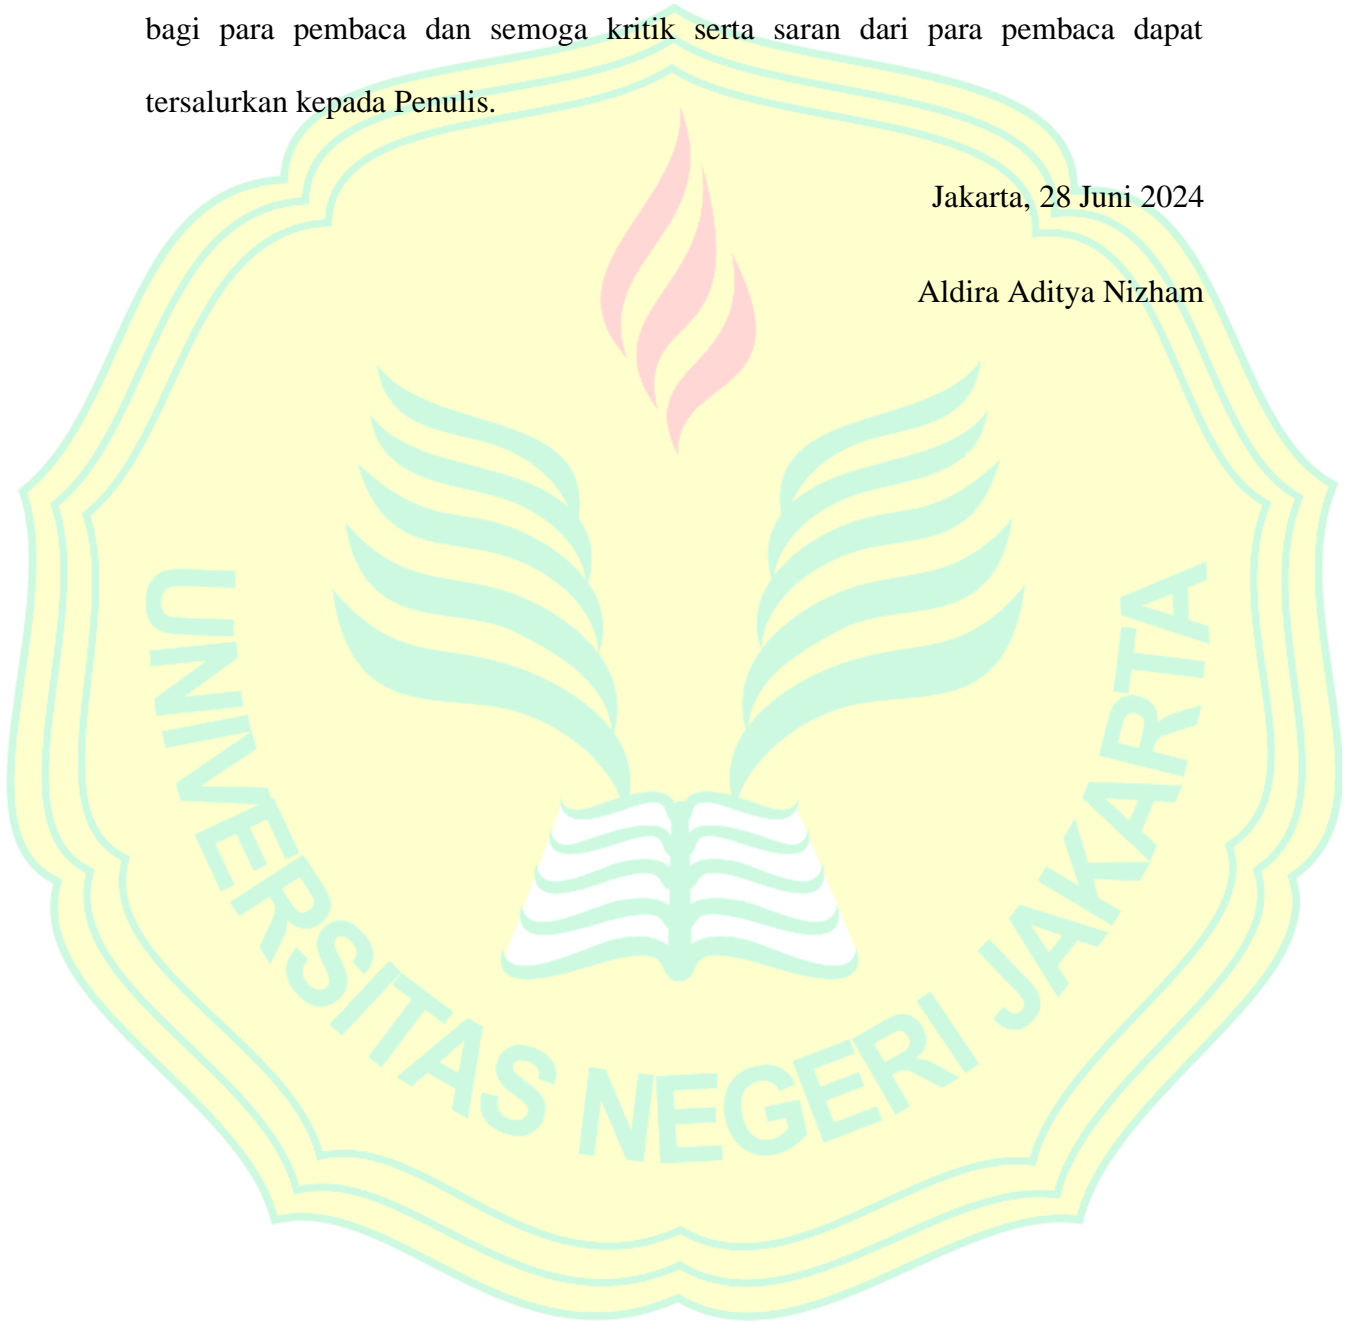 bagi para pembaca dan semoga kritik serta saran dari para pembaca dapat
tersalurkan kepada Penulis.
Jakarta, 28 Juni 2024
Aldira Aditya Nizham
UNIVERSITAS NEGERI JAKARTA